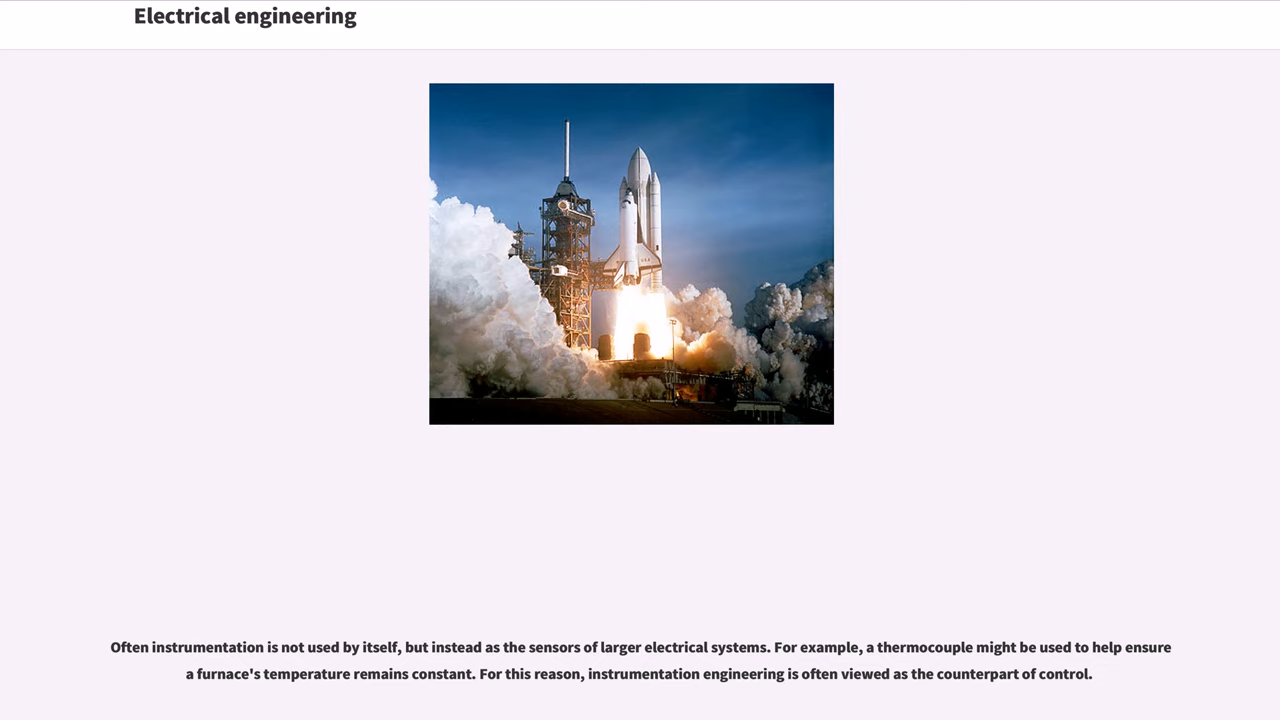 Electrical engineering
Often instrumentation is not used by itself, but instead as the sensors of larger electrical systems. For example, a thermocouple might be used to help ensure
a furnace's temperature remains constant. For this reason, instrumentation engineering is often viewed as the counterpart of control.